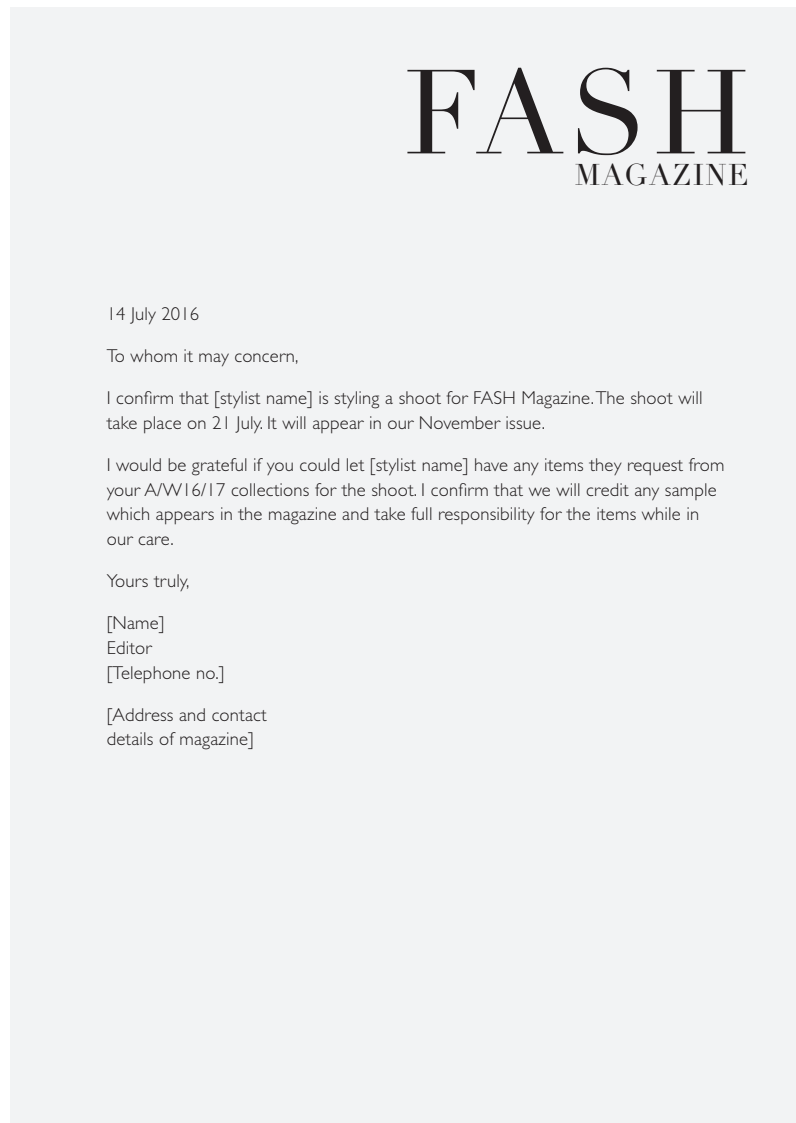 FASH
MAGAZINE
14 July 2016
To whom it may concern,
I confirm that [stylist name] is styling a shoot for FASH Magazine. The shoot will
take place on 21 July. It will appear in our November issue.
I would be grateful if you could let [stylist name] have any items they request from
your A/W16/17 collections for the shoot. I confirm that we will credit any sample
which appears in the magazine and take full responsibility for the items while in
our care.
Yours truly,
[Name]
Editor
[Telephone no.]
[Address and contact
details of magazine]